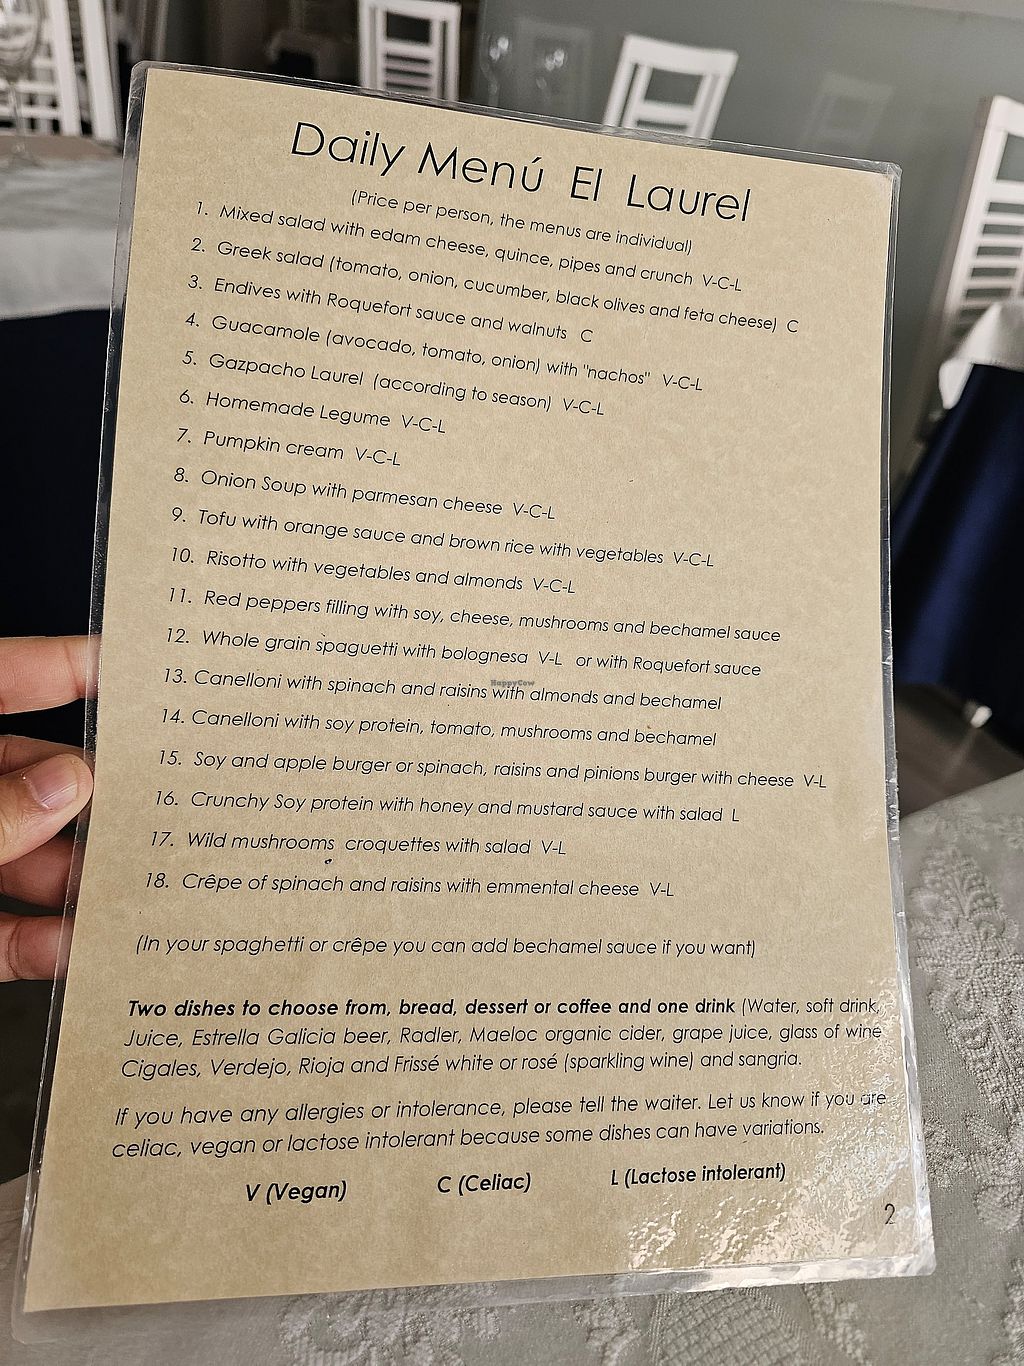 Daily Menú El Laurel
(Price per person, the menus are individual)
1. Mixed salad with edam cheese, quince, pipes and crunch V-C-L
2. Greek salad (tomato, onion, cucumber, black olives and feta cheese) C
3. Endives with Roquefort sauce and walnuts C
4. Guacamole (avocado, tomato, onion) with "nachos" V-C-L
5. Gazpacho Laurel (according to season) V-C-L
6. Homemade Legume V-C-L
7. Pumpkin cream V-C-L
8. Onion Soup with parmesan cheese V-C-L
9. Tofu with orange sauce and brown rice with vegetables V-C-L
10. Risotto with vegetables and almonds V-C-L
11. Red peppers filling with soy, cheese, mushrooms and bechamel sauce
12. Whole grain spaguetti with bolognesa V-L or with Roquefort sauce
13. Canelloni with spinach and raisins with almonds and bechamel
14. Canelloni with soy protein, tomato, mushrooms and bechamel
15. Soy and apple burger or spinach, raisins and pinions burger with cheese V-L
16. Crunchy Soy protein with honey and mustard sauce with salad L
17. Wild mushrooms croquettes with salad V-L
18. Crêpe of spinach and raisins with emmental cheese V-L
(In your spaghetti or crêpe you can add bechamel sauce if you want)
Two dishes to choose from, bread, dessert or coffee and one drink (Water, soft drink,
Juice, Estrella Galicia beer, Radler, Maeloc organic cider, grape juice, glass of wine
Cigales, Verdejo, Rioja and Frissé white or rosé (sparkling wine) and sangria.
If you have any allergies or intolerance, please tell the waiter. Let us know if you are
celiac, vegan or lactose intolerant because some dishes can have variations.
V (Vegan) C (Celiac) L (Lactose intolerant)
2
HappyCow